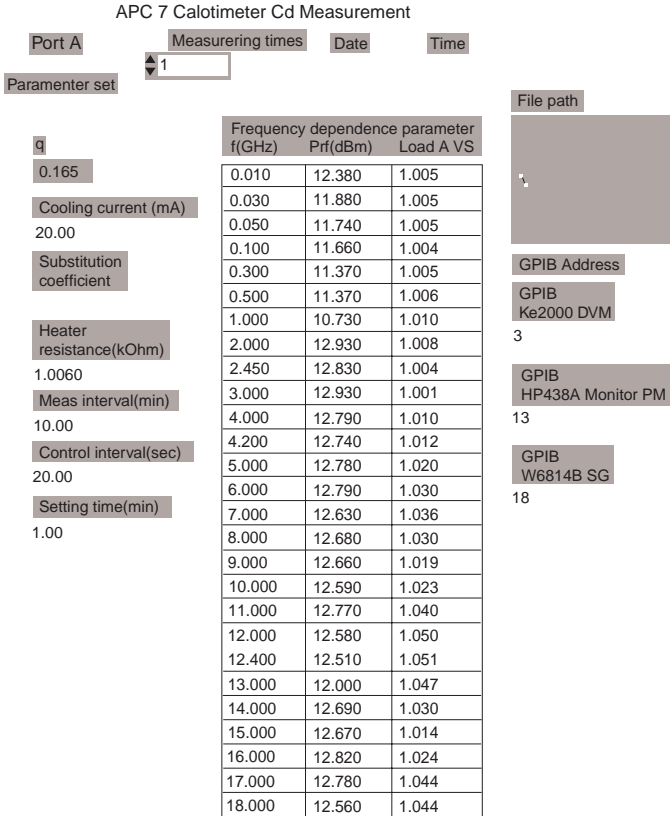 APC 7 Calotimeter Cd Measurement
Port A
Measurering times
Date
Time
1
Paramenter set
q
0.165
Cooling current (mA)
20.00
Substitution
coefficient
Heater
resistance(kOhm)
1.0060
Meas interval(min)
10.00
Control interval(sec)
20.00
Setting time(min)
1.00
Frequency dependence parameter
f(GHz) Prf(dBm) Load A VS
0.010 12.380 1.005
0.030 11.880 1.005
0.050 11.740 1.005
0.100 11.660 1.004
0.300 11.370 1.005
0.500 11.370 1.006
1.000 10.730 1.010
2.000 12.930 1.008
2.450 12.830 1.004
3.000 12.930 1.001
4.000 12.790 1.010
4.200 12.740 1.012
5.000 12.780 1.020
6.000 12.790 1.030
7.000 12.630 1.036
8.000 12.680 1.030
9.000 12.660 1.019
10.000 12.590 1.023
11.000 12.770 1.040
12.000 12.580 1.050
12.400 12.510 1.051
13.000 12.000 1.047
14.000 12.690 1.030
15.000 12.670 1.014
16.000 12.820 1.024
17.000 12.780 1.044
18.000 12.560 1.044
File path
GPIB Address
GPIB
Ke2000 DVM
3
GPIB
HP438A Monitor PM
13
GPIB
W6814B SG
18